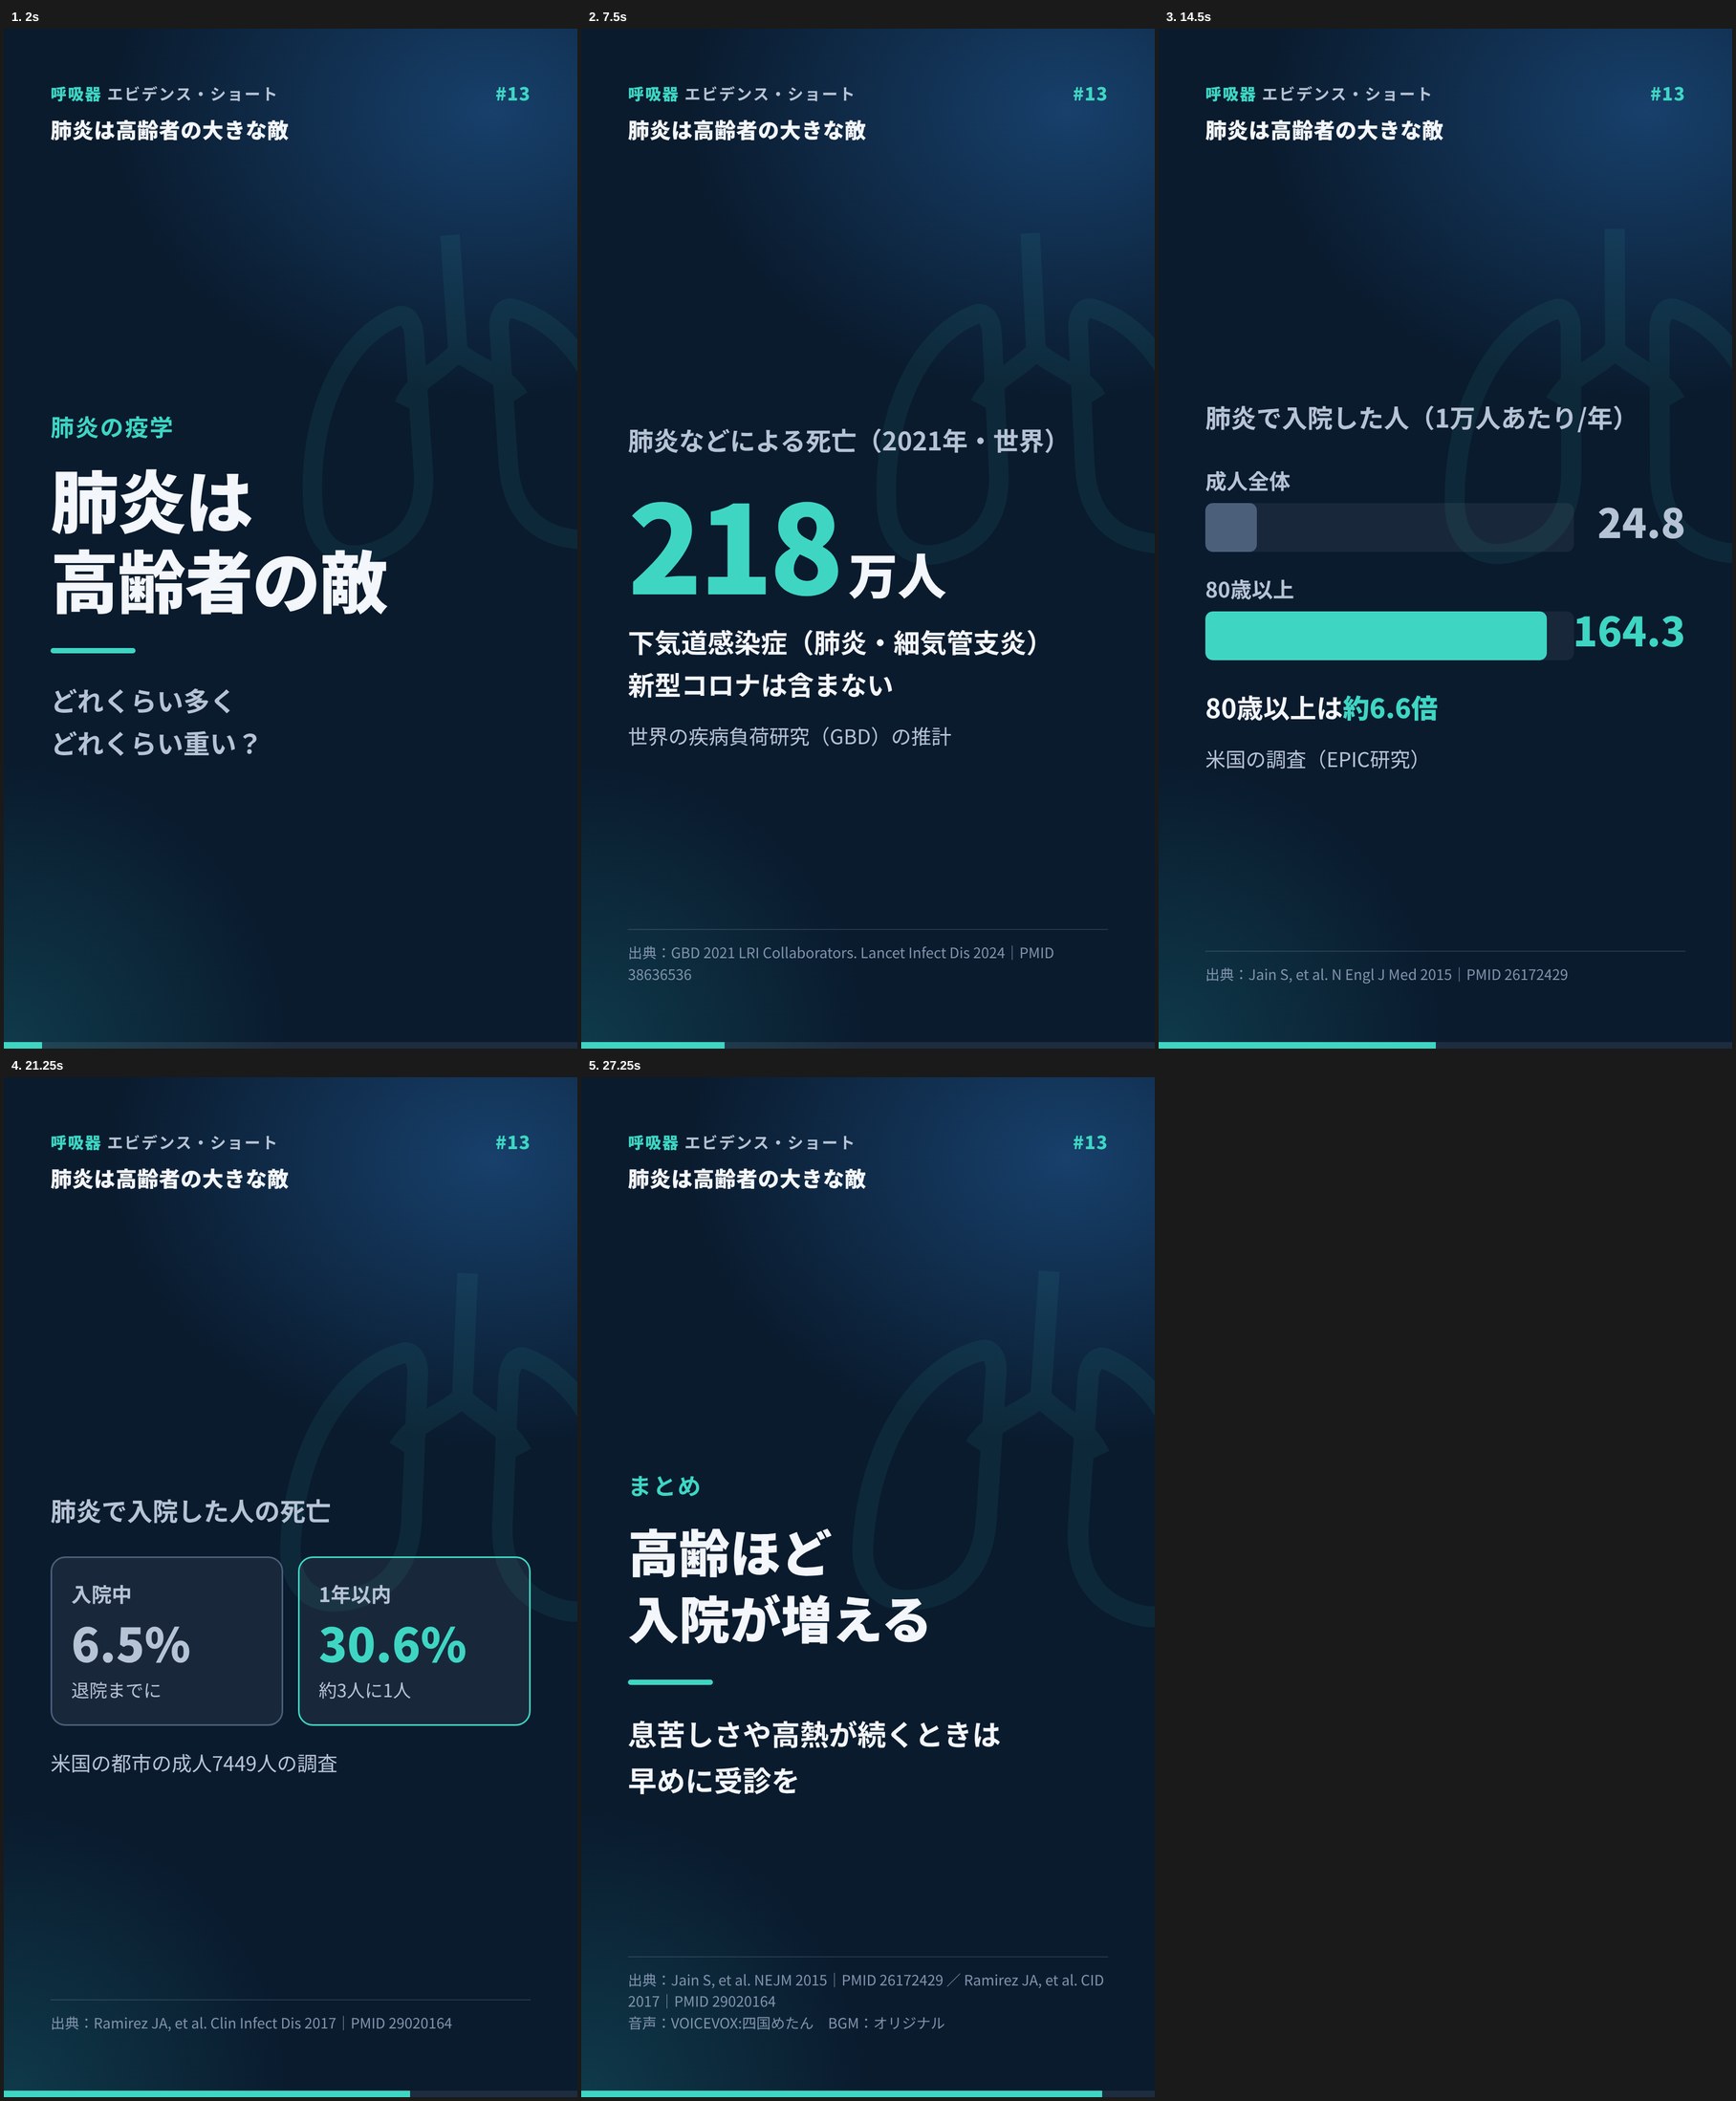 1. 2s
呼吸器 エビデンス・ショート #13
肺炎は高齢者の大きな敵
肺炎の疫学
肺炎は
高齢者の敵
どれくらい多く
どれくらい重い？
2. 7.5s
呼吸器 エビデンス・ショート #13
肺炎は高齢者の大きな敵
肺炎などによる死亡（2021年・世界）
218万人
下気道感染症（肺炎・細気管支炎）
新型コロナは含まない
世界の疾病負荷研究（GBD）の推計
出典：GBD 2021 LRI Collaborators. Lancet Infect Dis 2024｜PMID
38636536
3. 14.5s
呼吸器 エビデンス・ショート #13
肺炎は高齢者の大きな敵
肺炎で入院した人（1万人あたり/年）
成人全体
24.8
80歳以上
164.3
80歳以上は約6.6倍
米国の調査（EPIC研究）
出典：Jain S, et al. N Engl J Med 2015｜PMID 26172429
4. 21.25s
呼吸器 エビデンス・ショート #13
肺炎は高齢者の大きな敵
肺炎で入院した人の死亡
入院中
6.5%
退院までに
1年以内
30.6%
約3人に1人
米国の都市の成人7449人の調査
出典：Ramirez JA, et al. Clin Infect Dis 2017｜PMID 29020164
5. 27.25s
呼吸器 エビデンス・ショート #13
肺炎は高齢者の大きな敵
まとめ
高齢ほど
入院が増える
息苦しさや高熱が続くときは
早めに受診を
出典：Jain S, et al. NEJM 2015｜PMID 26172429 ／ Ramirez JA, et al. CID
2017｜PMID 29020164
音声：VOICEVOX:四国めたん　BGM：オリジナル